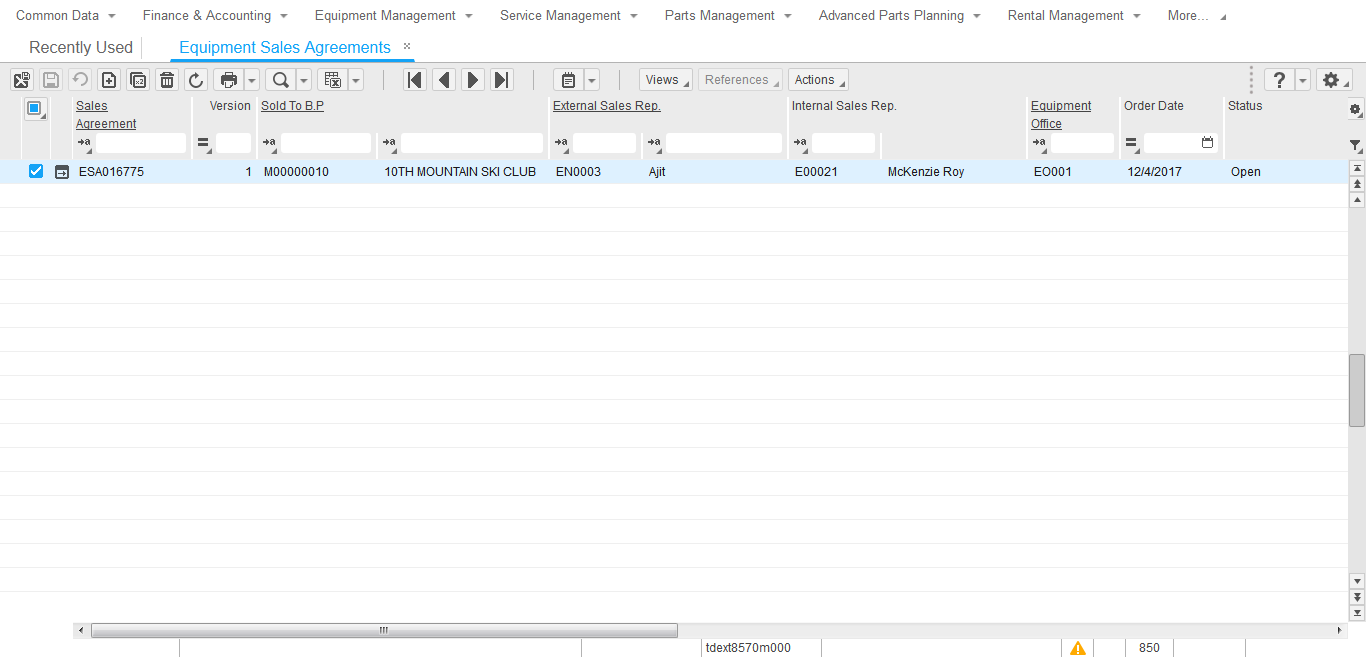 Common Data Finance & Accounting Equipment Management Service Management Parts Management Advanced Parts Planning Rental Management More...
Recently Used Equipment Sales Agreements ×
x2 ? Views References Actions
Sales Agreement Version Sold To B.P External Sales Rep. Internal Sales Rep. Equipment Office Order Date Status
→a = →a →a →a →a →a →a =
ESA016775 1 M00000010 10TH MOUNTAIN SKI CLUB EN0003 Ajit E00021 McKenzie Roy EO001 12/4/2017 Open
tdext8570m000 850